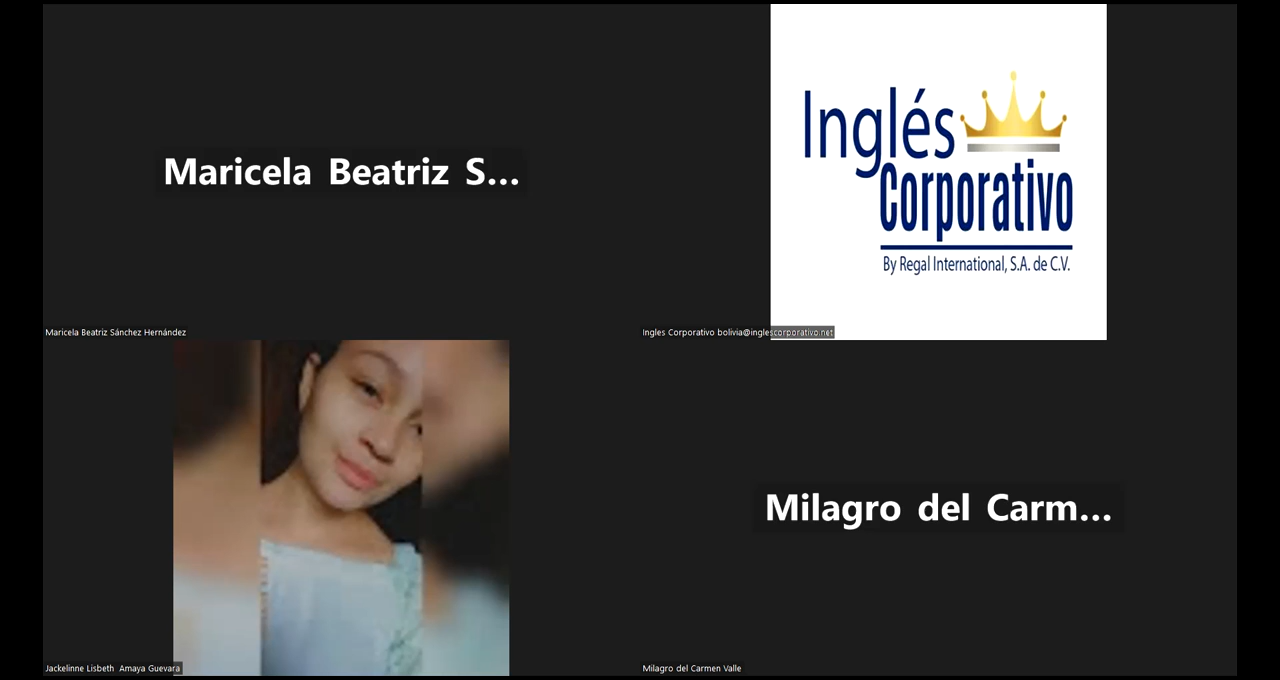 Maricela Beatriz S...
Inglés
Corporativo
By Regal International, S.A. de C.V.
Maricela Beatriz Sánchez Hernández
Ingles Corporativo bolivia@inglescorporativo.net
Milagro del Carm...
Jackelinne Lisbeth Amaya Guevara
Milagro del Carmen Valle